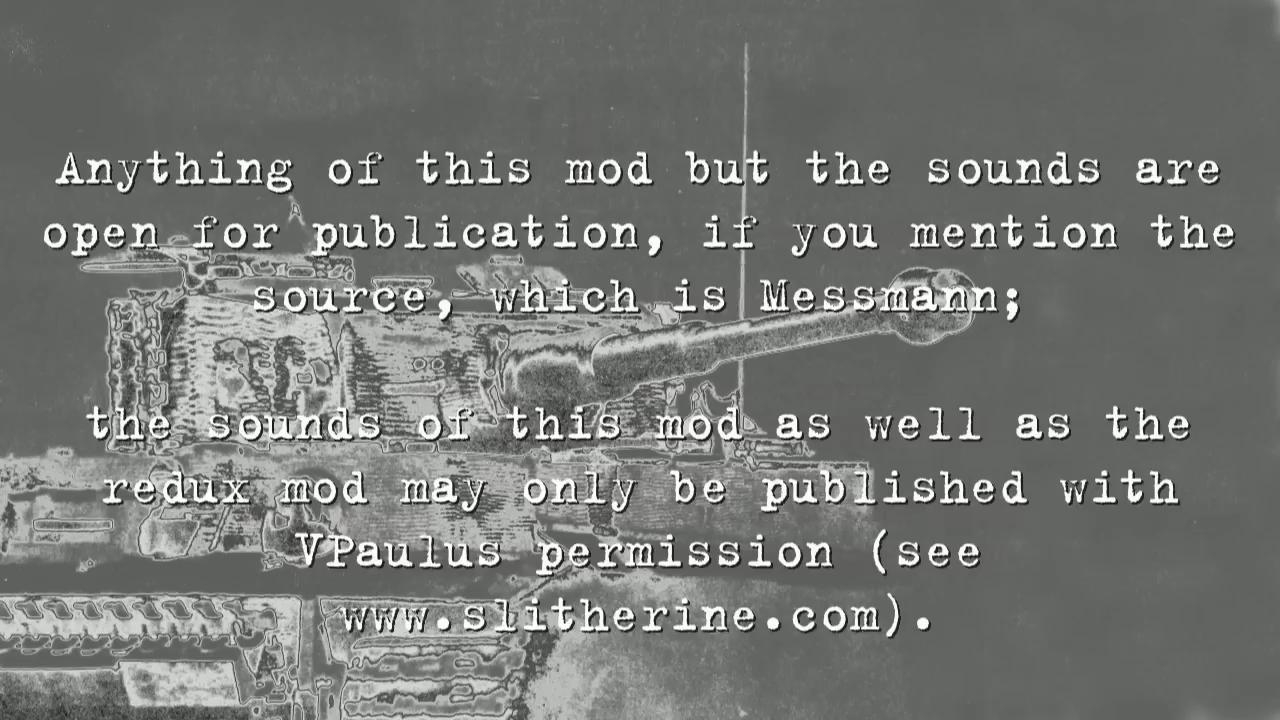 Anything of this mod but the sounds are
open for publication, if you mention the
source, which is Messmann;
the sounds of this mod as well as the
redux mod may only be published with
VPaulus permission (see
www.slitherine.com).